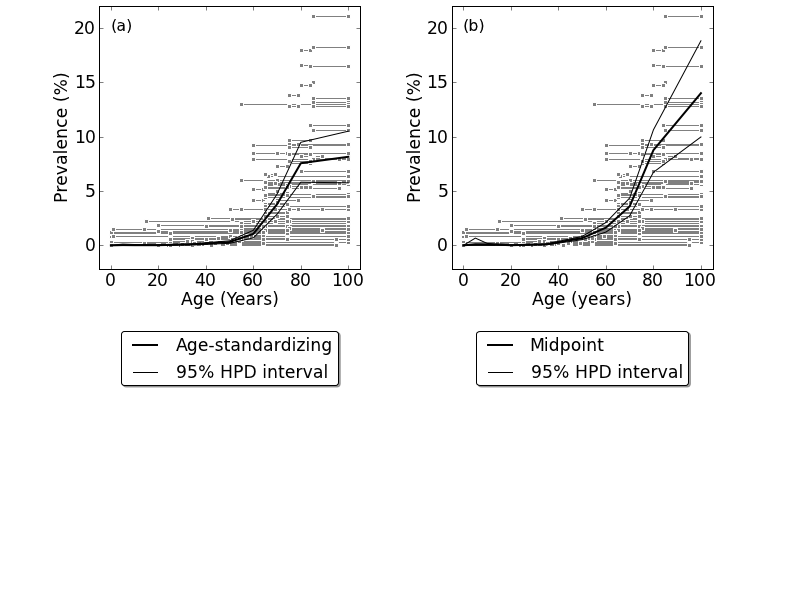 (a)
20
15
10
5
0
Prevalence (%)
0 20 40 60 80 100
Age (Years)
Age-standardizing
95% HPD interval
(b)
20
15
10
5
0
Prevalence (%)
0 20 40 60 80 100
Age (years)
Midpoint
95% HPD interval